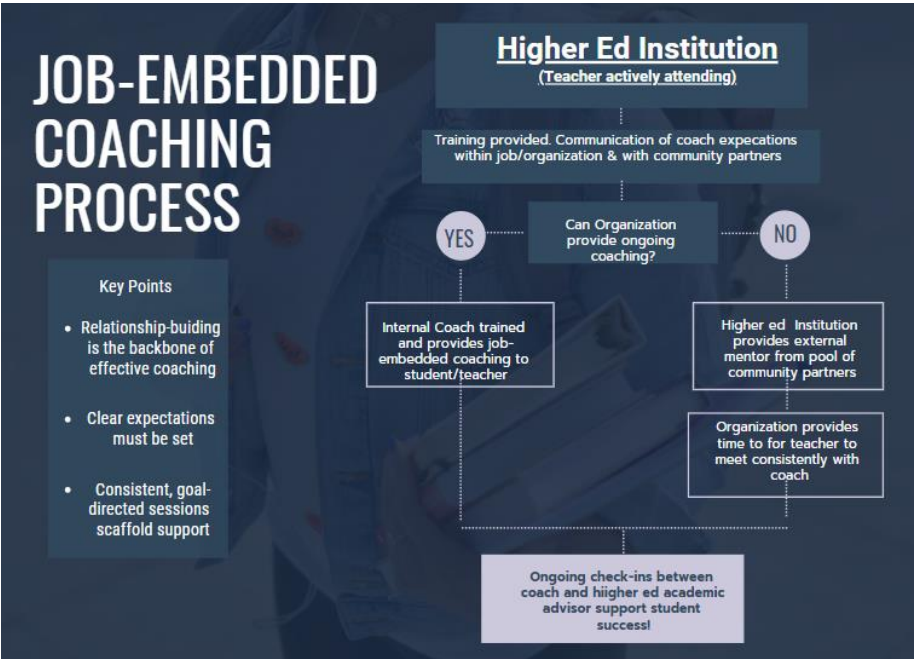 JOB-EMBEDDED
COACHING
PROCESS
Key Points
• Relationship-buiding
is the backbone of
effective coaching
• Clear expectations
must be set
• Consistent, goal-
directed sessions
scaffold support
Higher Ed Institution
(Teacher actively attending)
Training provided. Communication of coach expecations
within job/organization & with community partners
Can Organization
provide ongoing
coaching?
YES
NO
Internal Coach trained
and provides job-
embedded coaching to
student/teacher
Higher ed Institution
provides external
mentor from pool of
community partners
Organization provides
time to for teacher to
meet consistently with
coach
Ongoing check-ins between
coach and hiigher ed academic
advisor support student
success!